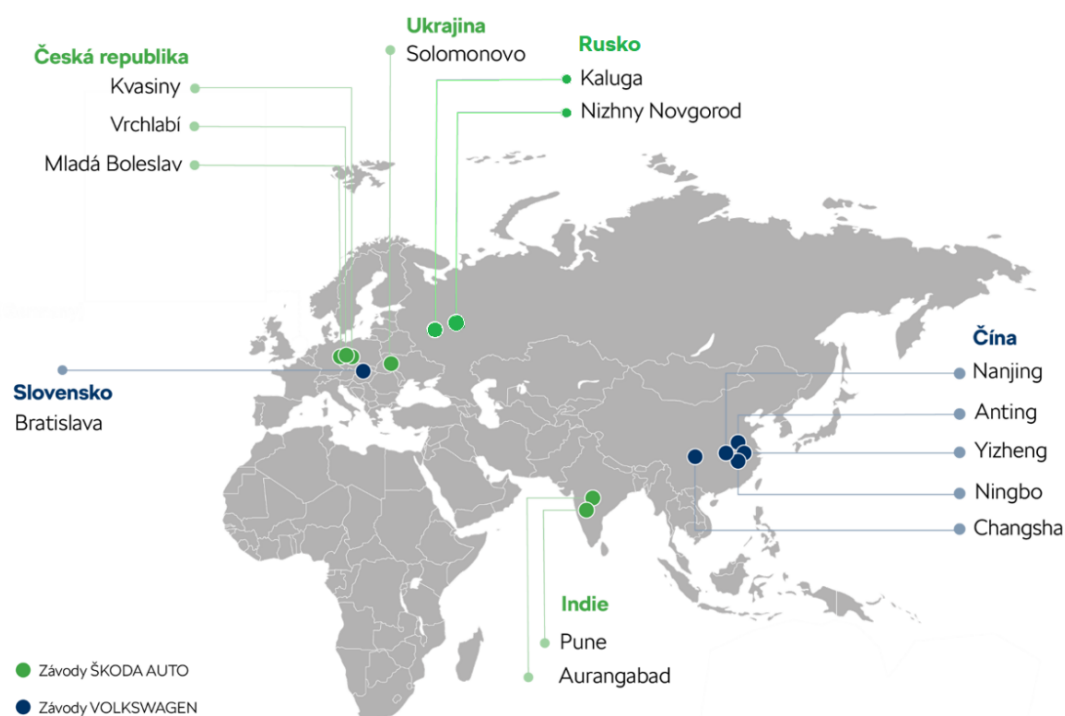 Ukrajina
Solomonovo
Rusko
Kaluga
Nizhny Novgorod
Česká republika
Kvasiny
Vrchlabí
Mladá Boleslav
Slovensko
Bratislava
Čína
Nanjing
Anting
Yizheng
Ningbo
Changsha
Indie
Pune
Aurangabad
Závody ŠKODA AUTO
Závody VOLKSWAGEN